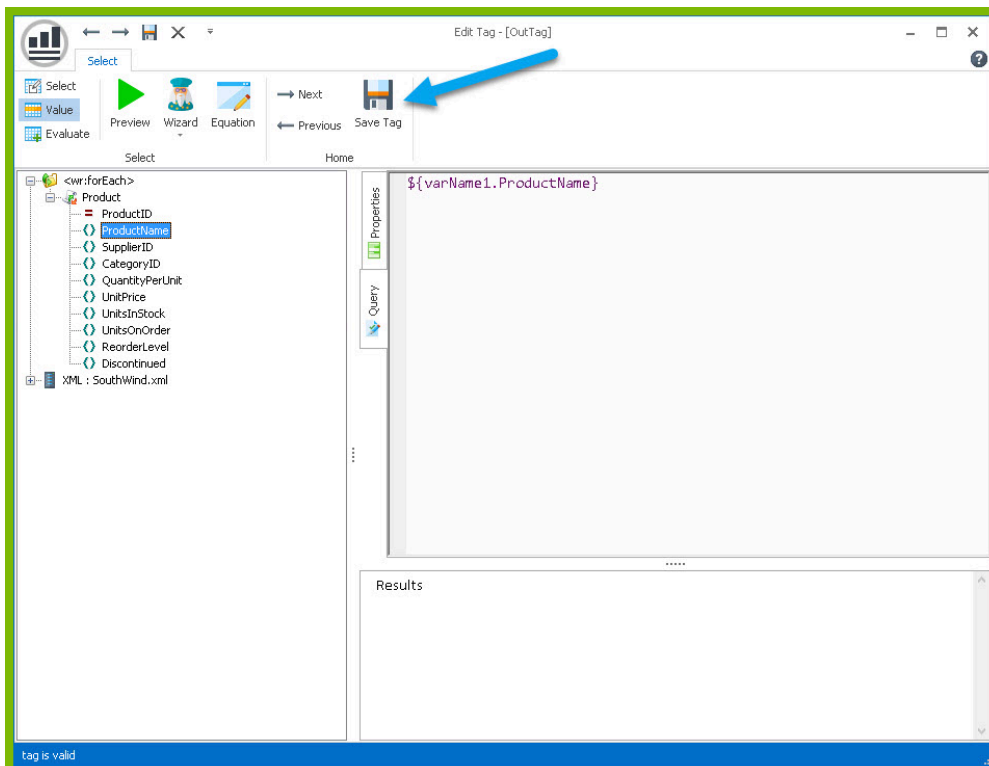 Edit Tag - [OutTag]
Select
Select
Value
Evaluate
Preview
Wizard
Equation
Next
Previous
Save Tag
Select
Home
<wr:forEach>
Product
ProductID
ProductName
SupplierID
CategoryID
QuantityPerUnit
UnitPrice
UnitsInStock
UnitsOnOrder
ReorderLevel
Discontinued
XML : SouthWind.xml
Properties
Query
${varName1.ProductName}
Results
tag is valid